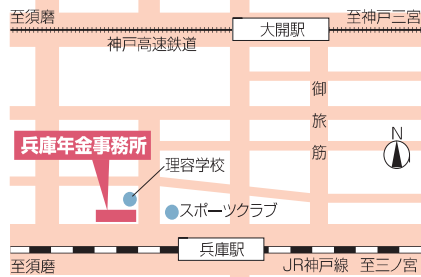 至須磨
大開駅
至神戸三宮
神戸高速鉄道
御旅筋
N
兵庫年金事務所
理容学校
スポーツクラブ
兵庫駅
至須磨
JR神戸線
至三ノ宮